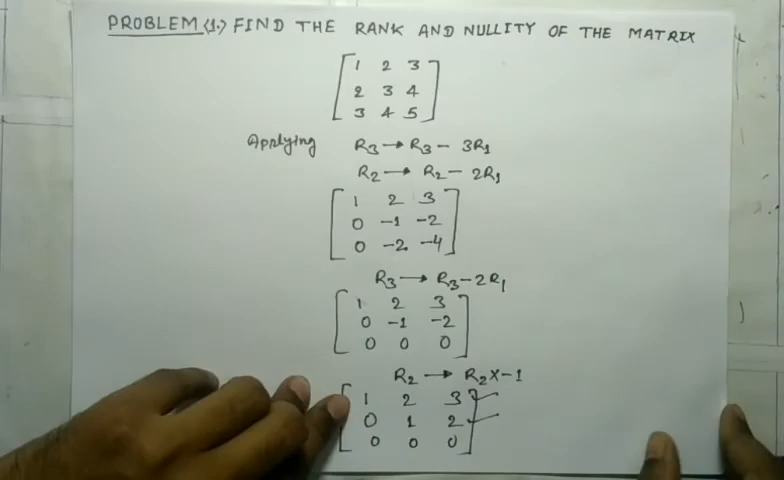 PROBLEM (1.) FIND THE RANK AND NULLITY OF THE MATRIX
1 2 3
2 3 4
3 4 5
Applying R3 → R3 - 3R1
R2 → R2 - 2R1
1 2 3
0 -1 -2
0 -2 -4
R3 → R3 - 2R1
1 2 3
0 -1 -2
0 0 0
R2 → R2 X -1
1 2 3
0 1 2
0 0 0